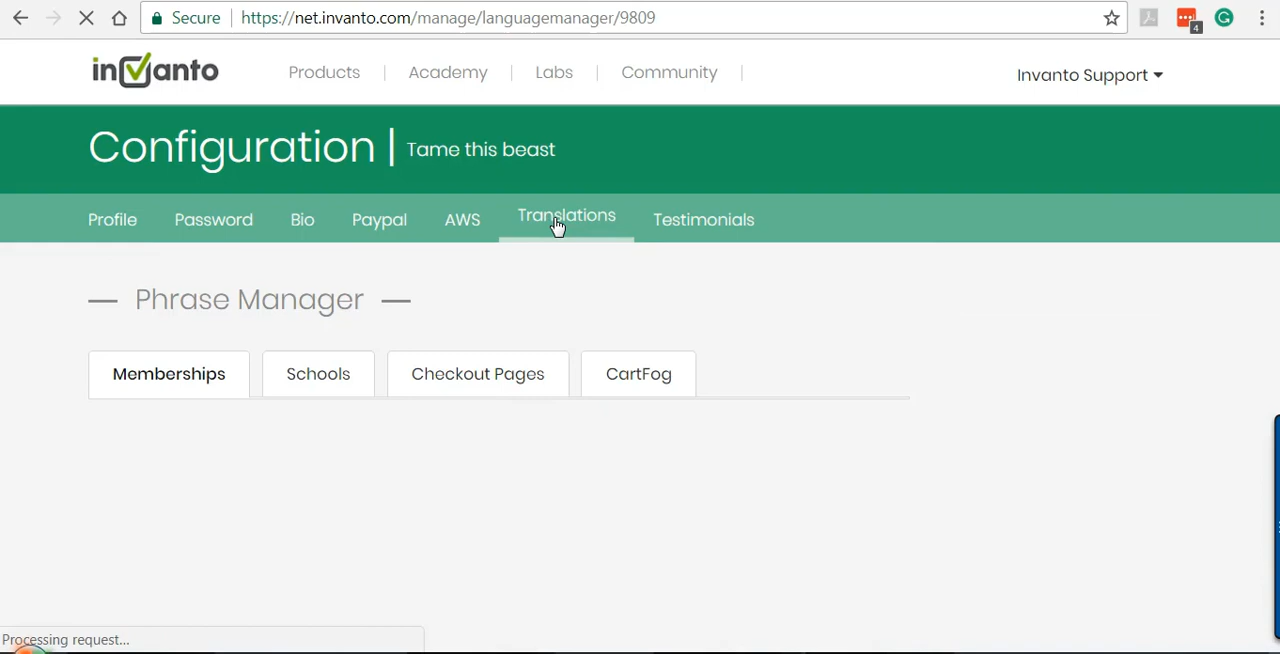 Secure https://net.invanto.com/manage/languagemanager/9809
4
invanto Products Academy Labs Community Invanto Support
Configuration | Tame this beast
Profile Password Bio Paypal AWS Translations Testimonials
Phrase Manager
Memberships Schools Checkout Pages CartFog
Processing request...